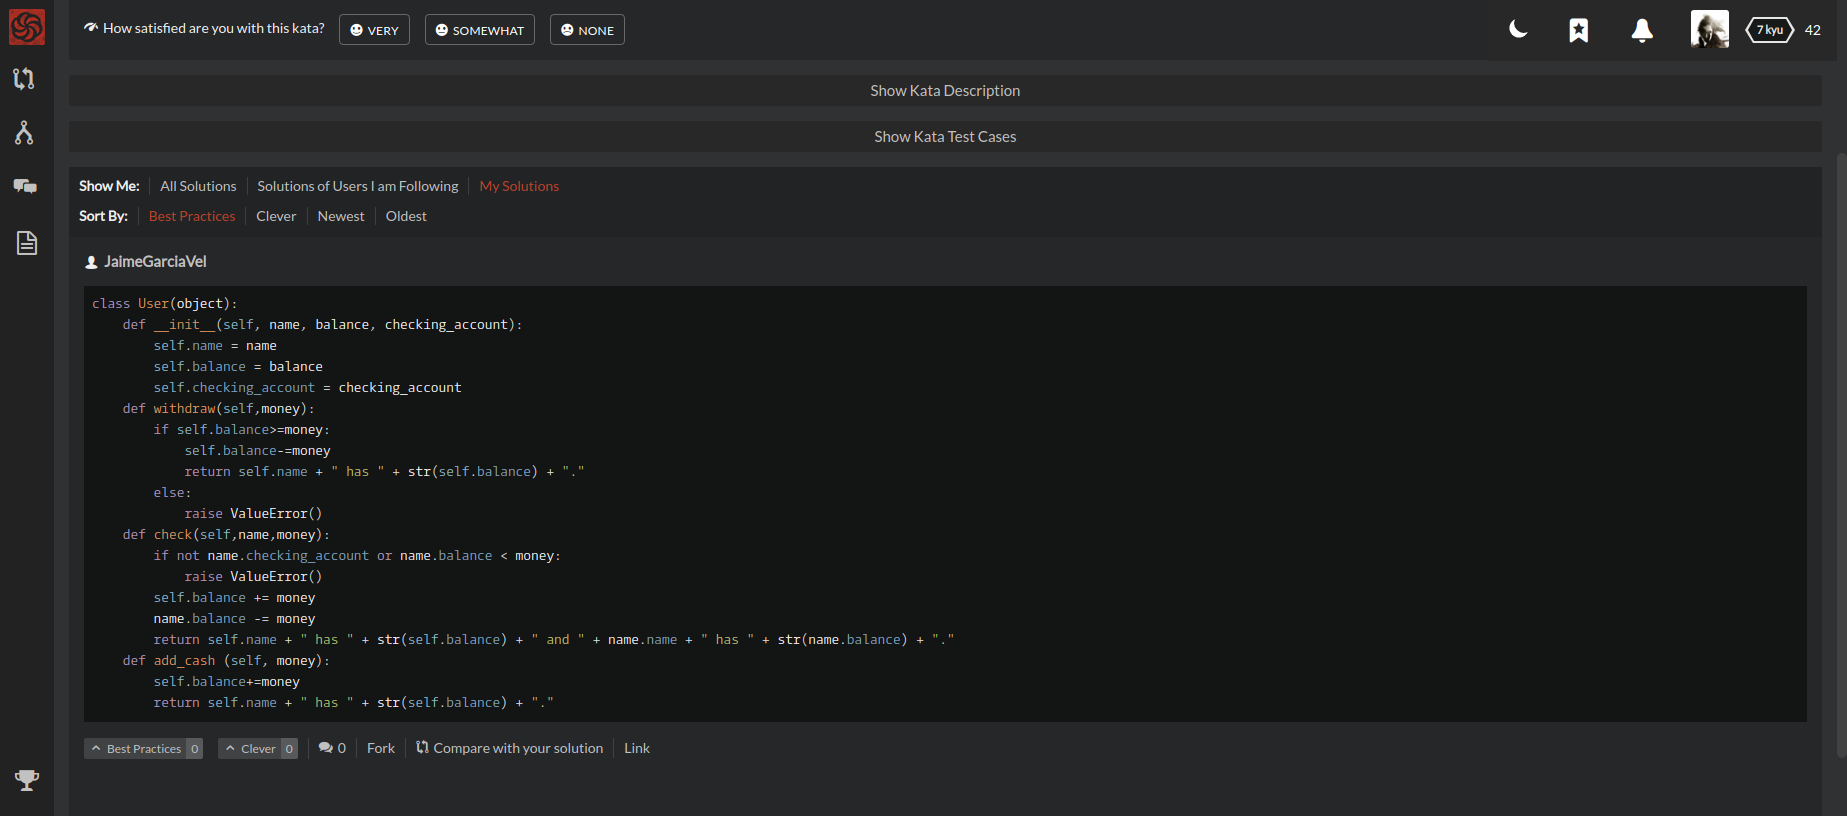 How satisfied are you with this kata? VERY SOMEWHAT NONE 7 kyu 42
Show Kata Description
Show Kata Test Cases
Show Me: All Solutions Solutions of Users I am Following My Solutions
Sort By: Best Practices Clever Newest Oldest
JaimeGarciaVel
class User(object):
    def __init__(self, name, balance, checking_account):
        self.name = name
        self.balance = balance
        self.checking_account = checking_account
    def withdraw(self,money):
        if self.balance>=money:
            self.balance-=money
            return self.name + " has " + str(self.balance) + "."
        else:
            raise ValueError()
    def check(self,name,money):
        if not name.checking_account or name.balance < money:
            raise ValueError()
        self.balance += money
        name.balance -= money
        return self.name + " has " + str(self.balance) + " and " + name.name + " has " + str(name.balance) + "."
    def add_cash (self, money):
        self.balance+=money
        return self.name + " has " + str(self.balance) + "."
Best Practices 0 Clever 0 0 Fork Compare with your solution Link